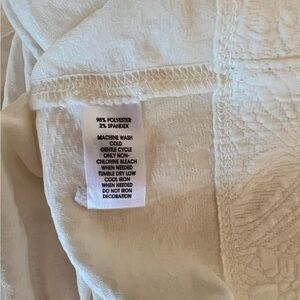 98% POLYESTER
2% SPANDEX
MACHINE WASH
COLD
GENTLE CYCLE
ONLY NON-
CHLORINE BLEACH
WHEN NEEDED
TUMBLE DRY LOW
COOL IRON
WHEN NEEDED
DO NOT IRON
DECORATION